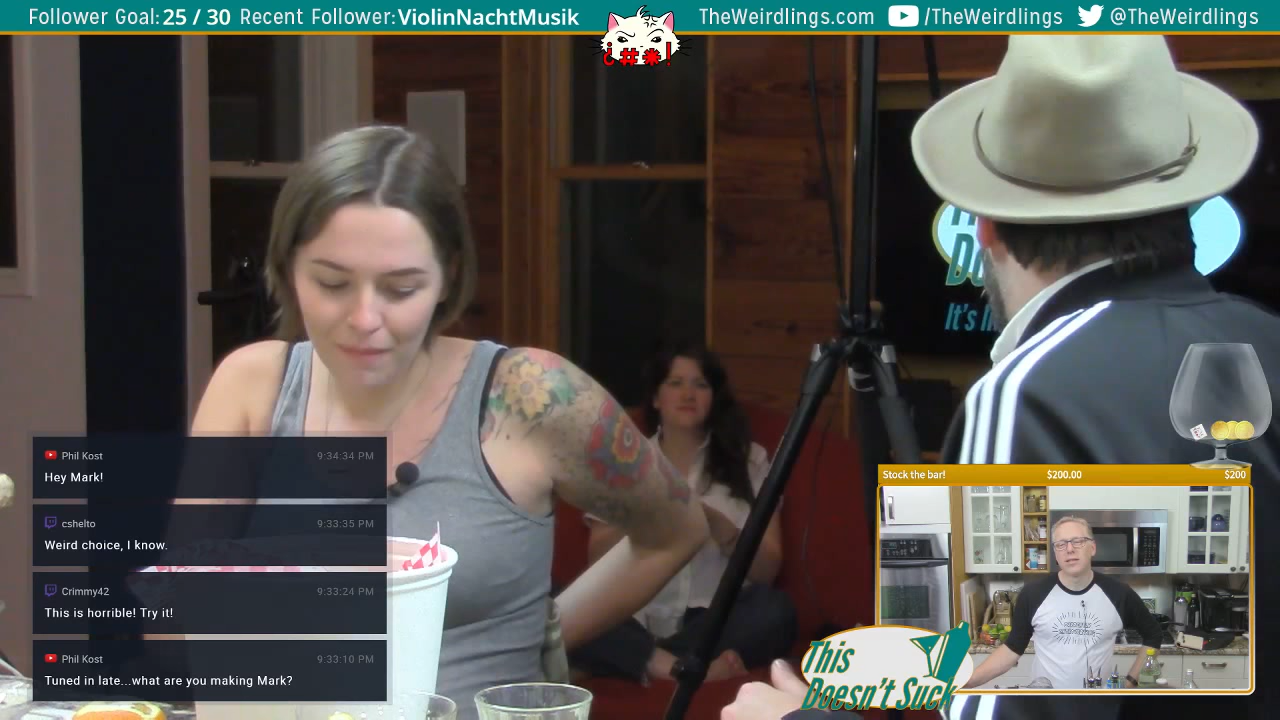 Follower Goal: 25 / 30 Recent Follower: ViolinNachtMusik
TheWeirdlings.com /TheWeirdlings @TheWeirdlings
¿#*!
Phil Kost 9:34:34 PM
Hey Mark!
cshelto 9:33:35 PM
Weird choice, I know.
Crimmy42 9:33:24 PM
This is horrible! Try it!
Phil Kost 9:33:10 PM
Tuned in late...what are you making Mark?
It's
Stock the bar! $200.00 $200
This
Doesn't Suck